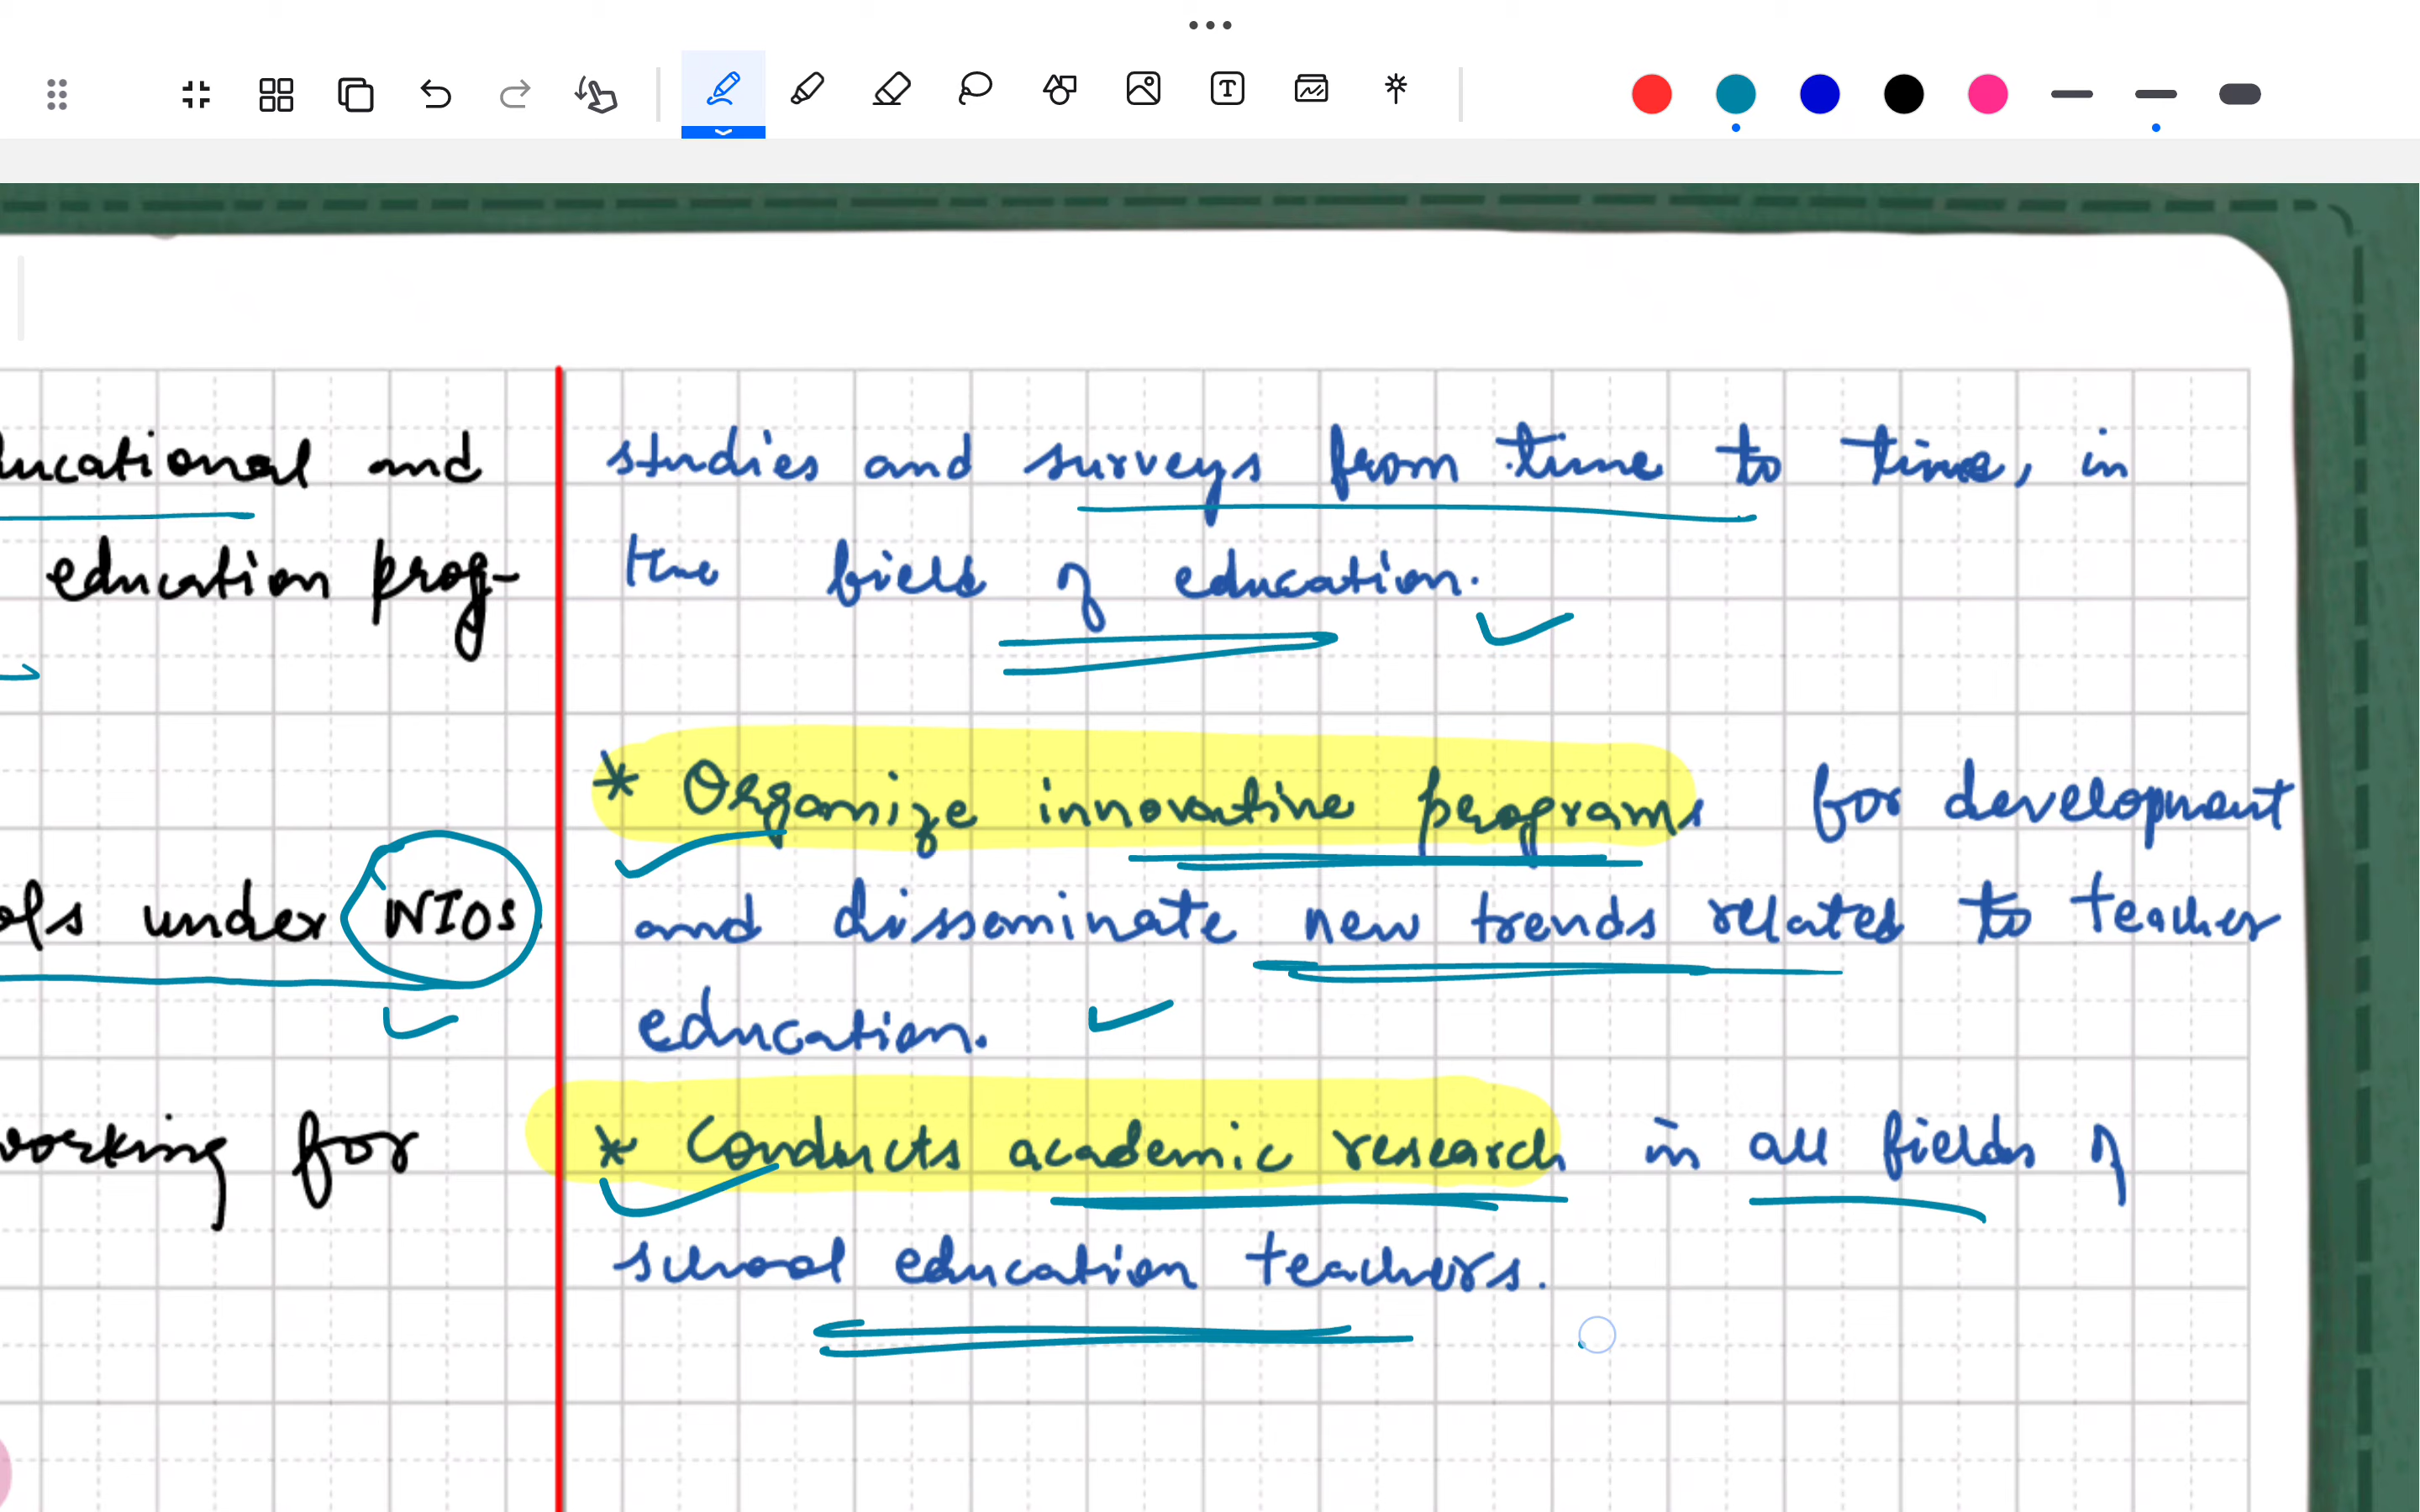 ucational and
education prog-
ols under NIOS
working for
studies and surveys from time to time, in
the field of education.
* Organize innovative programs for development
and disseminate new trends related to teacher
education.
* Conducts academic research in all fields of
school education teachers.